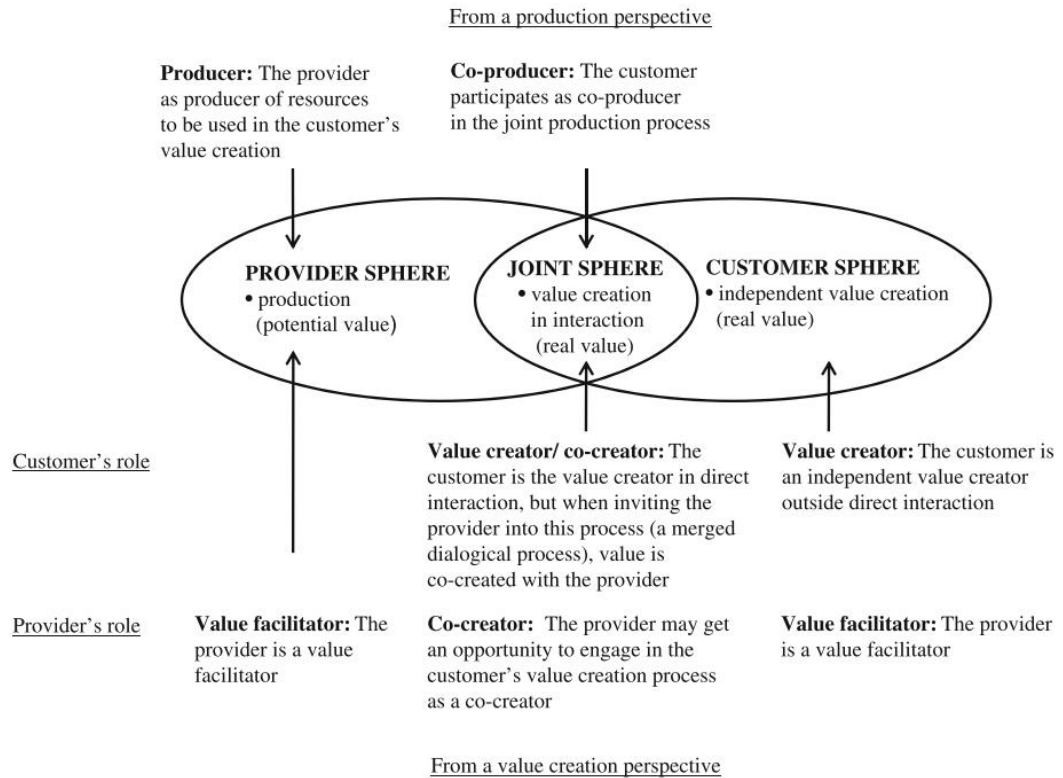 From a production perspective
Producer: The provider
as producer of resources
to be used in the customer's
value creation
Co-producer: The customer
participates as co-producer
in the joint production process
PROVIDER SPHERE
• production
(potential value)
JOINT SPHERE
• value creation
in interaction
(real value)
CUSTOMER SPHERE
• independent value creation
(real value)
Customer's role
Value creator/ co-creator: The
customer is the value creator in direct
interaction, but when inviting the
provider into this process (a merged
dialogical process), value is
co-created with the provider
Value creator: The customer is
an independent value creator
outside direct interaction
Provider's role
Value facilitator: The
provider is a value
facilitator
Co-creator: The provider may get
an opportunity to engage in the
customer's value creation process
as a co-creator
Value facilitator: The provider
is a value facilitator
From a value creation perspective